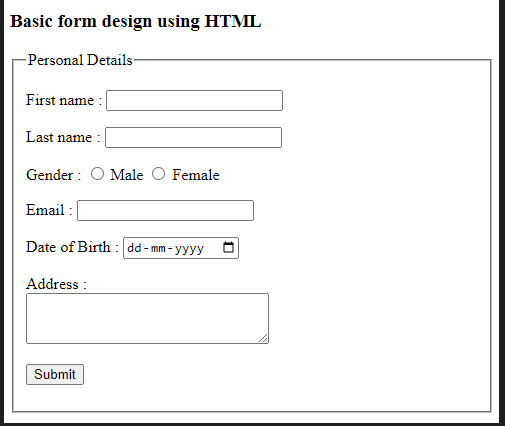 Basic form design using HTML
Personal Details
First name :
Last name :
Gender : Male Female
Email :
Date of Birth : dd-mm-yyyy
Address :
Submit